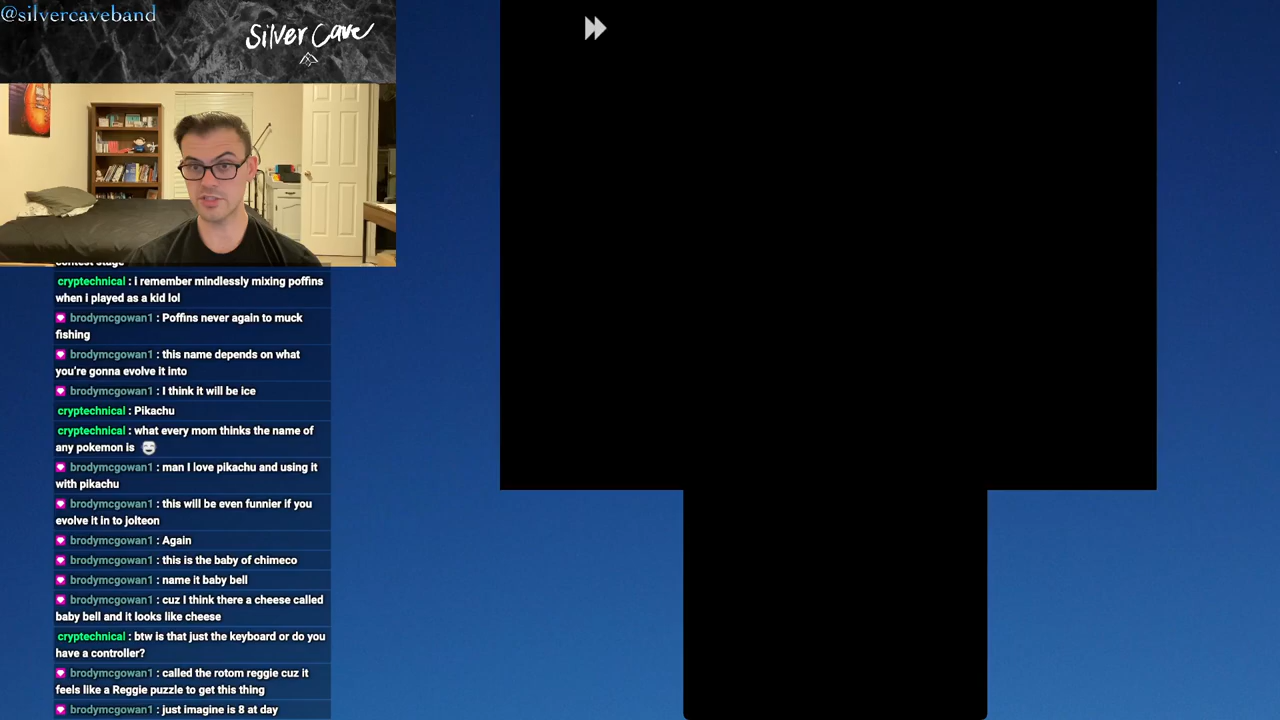 @silvercaveband
Silver Cave
contest stage
cryptechnical : i remember mindlessly mixing poffins
when i played as a kid lol
brodymcgowan1 : Poffins never again to muck
fishing
brodymcgowan1 : this name depends on what
you're gonna evolve it into
brodymcgowan1 : I think it will be ice
cryptechnical : Pikachu
cryptechnical : what every mom thinks the name of
any pokemon is
brodymcgowan1 : man I love pikachu and using it
with pikachu
brodymcgowan1 : this will be even funnier if you
evolve it in to jolteon
brodymcgowan1 : Again
brodymcgowan1 : this is the baby of chimeco
brodymcgowan1 : name it baby bell
brodymcgowan1 : cuz I think there a cheese called
baby bell and it looks like cheese
cryptechnical : btw is that just the keyboard or do you
have a controller?
brodymcgowan1 : called the rotom reggie cuz it
feels like a Reggie puzzle to get this thing
brodymcgowan1 : just imagine is 8 at day